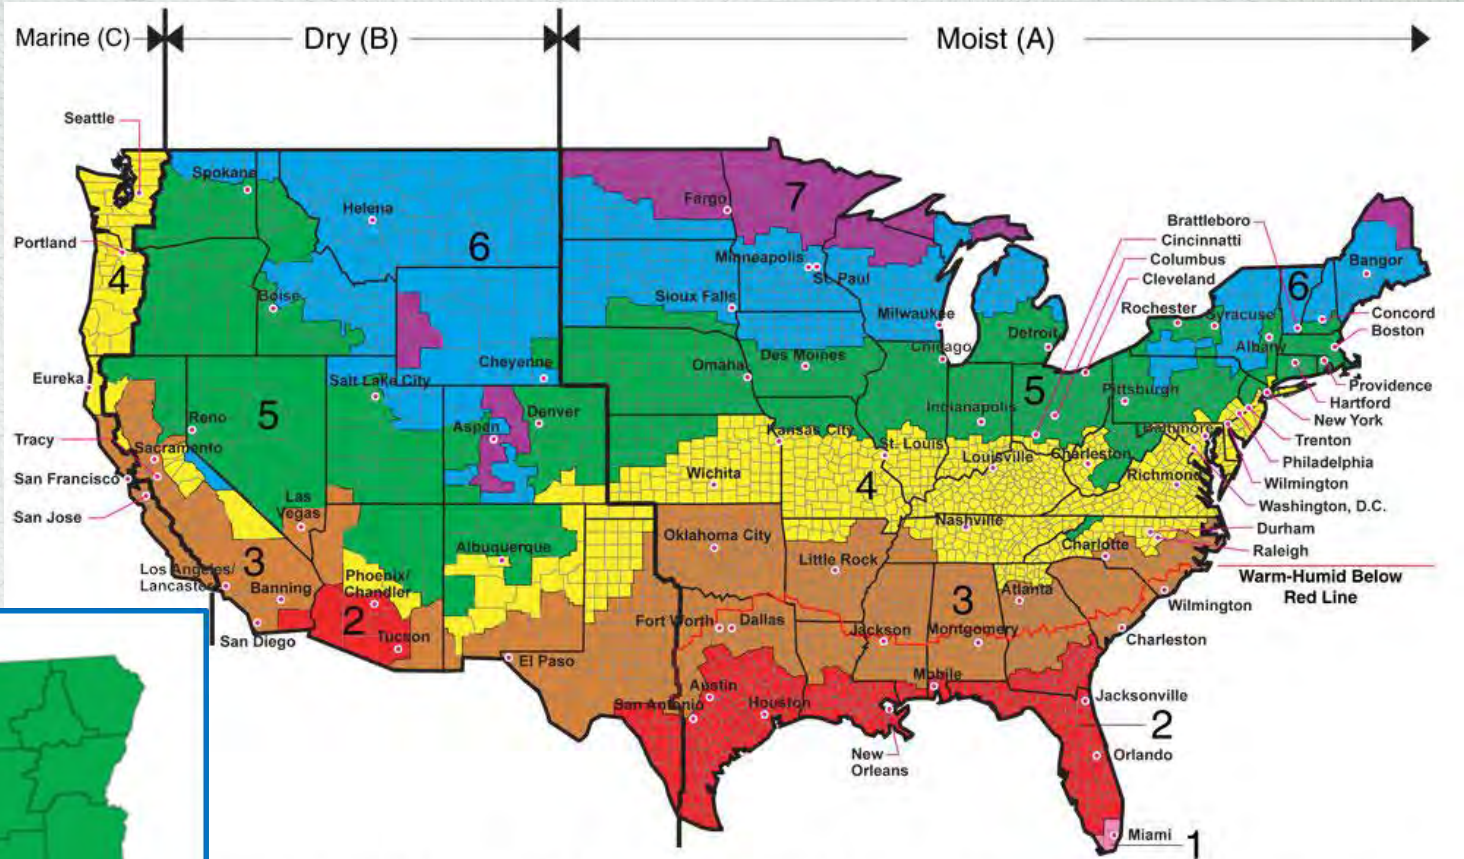 Marine (C)
Dry (B)
Moist (A)
Seattle
Spokane
Helena
Fargo
7
Brattleboro
Cincinnatti
Columbus
Cleveland
Portland
4
6
Minneapolis
St. Paul
Bangor
Boise
Sioux Falls
Milwaukee
Rochester
Syracuse
6
Concord
Boston
Detroit
Albany
Eureka
Cheyenne
Omaha
Des Moines
Chicago
Salt Lake City
Providence
Hartford
New York
Reno
5
Denver
Aspen
Indianapolis
5
Pittsburgh
Trenton
Tracy
Sacramento
Kansas City
St. Louis
Louisville
Charleston
Baltimore
Philadelphia
San Francisco
Wichita
4
Richmond
Wilmington
San Jose
Las
Vegas
Washington, D.C.
Oklahoma City
Nashville
Durham
Raleigh
Albuquerque
Charlotte
3
Little Rock
Los Angeles/
Lancaster
Banning
Phoenix/
Chandler
Atlanta
3
Warm-Humid Below
Red Line
Wilmington
San Diego
2
Tucson
Fort Worth
Dallas
Jackson
Montgomery
Charleston
El Paso
Mobile
Austin
San Antonio
Houston
Jacksonville
2
New
Orleans
Orlando
Miami
1